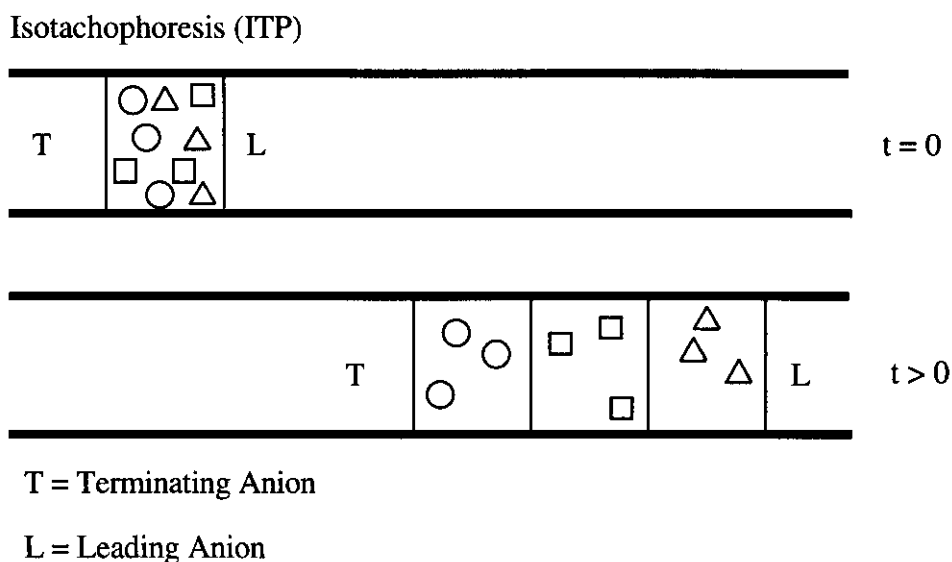 Isotachophoresis (ITP)
T L t = 0
T L t > 0
T = Terminating Anion
L = Leading Anion